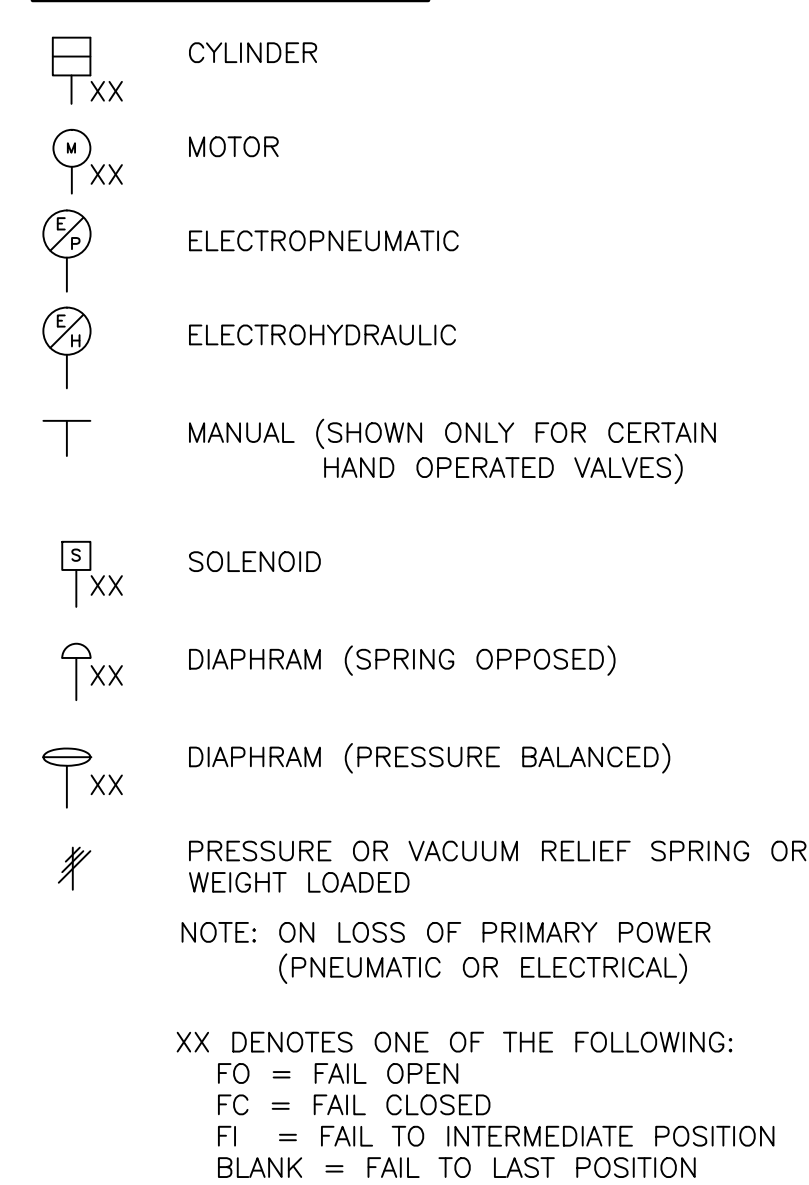 CYLINDER
XX
MOTOR
M
XX
E/P
ELECTROPNEUMATIC
E/H
ELECTROHYDRAULIC
MANUAL (SHOWN ONLY FOR CERTAIN
HAND OPERATED VALVES)
S
SOLENOID
XX
DIAPHRAM (SPRING OPPOSED)
XX
DIAPHRAM (PRESSURE BALANCED)
XX
PRESSURE OR VACUUM RELIEF SPRING OR
WEIGHT LOADED
NOTE: ON LOSS OF PRIMARY POWER
(PNEUMATIC OR ELECTRICAL)
XX DENOTES ONE OF THE FOLLOWING:
FO = FAIL OPEN
FC = FAIL CLOSED
FI = FAIL TO INTERMEDIATE POSITION
BLANK = FAIL TO LAST POSITION